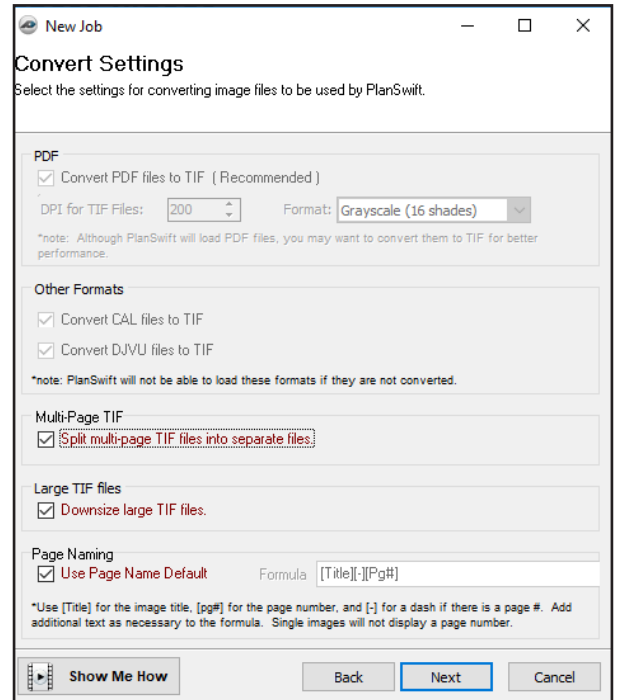 New Job
Convert Settings
Select the settings for converting image files to be used by PlanSwift.
PDF
Convert PDF files to TIF ( Recommended )
DPI for TIF Files: 200 Format: Grayscale (16 shades)
*note: Although PlanSwift will load PDF files, you may want to convert them to TIF for better
performance.
Other Formats
Convert CAL files to TIF
Convert DJVU files to TIF
*note: PlanSwift will not be able to load these formats if they are not converted.
Multi-Page TIF
Split multi-page TIF files into separate files.
Large TIF files
Downsize large TIF files.
Page Naming
Use Page Name Default Formula [Title][-][Pg#]
*Use [Title] for the image title, [pg#] for the page number, and [-] for a dash if there is a page #. Add
additional text as necessary to the formula. Single images will not display a page number.
Show Me How Back Next Cancel